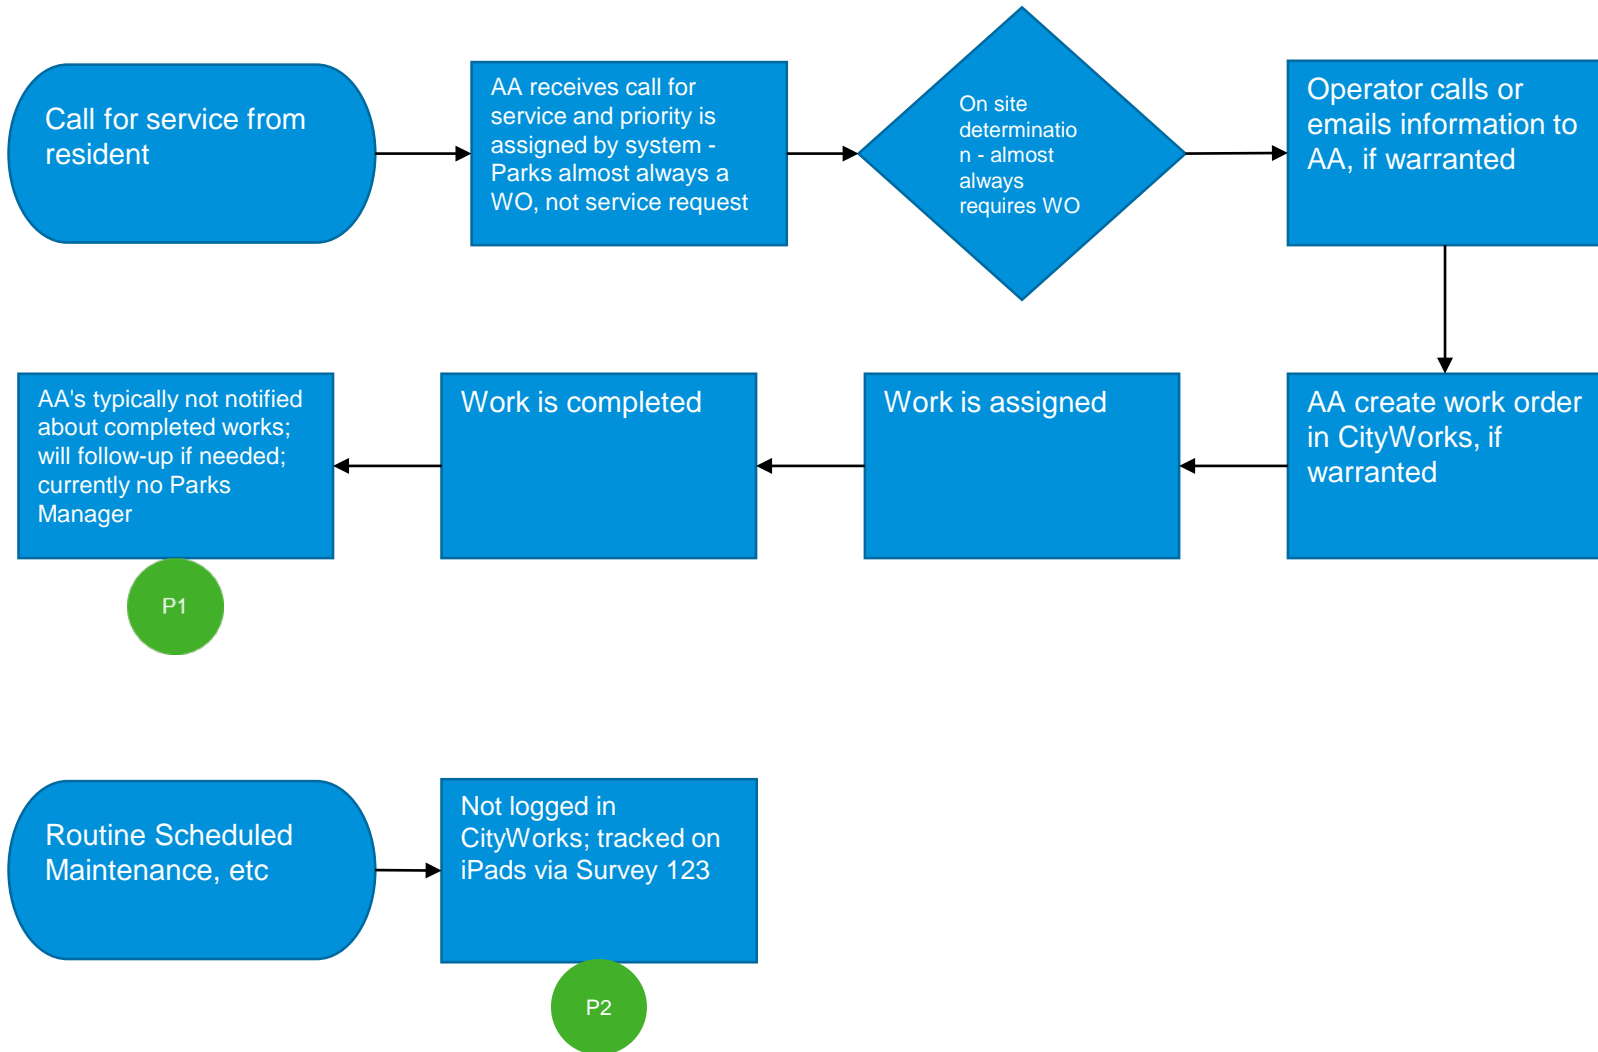 Call for service from
resident
AA receives call for
service and priority is
assigned by system -
Parks almost always a
WO, not service request
On site
determinatio
n - almost
always
requires WO
Operator calls or
emails information to
AA, if warranted
AA create work order
in CityWorks, if
warranted
Work is assigned
Work is completed
AA's typically not notified
about completed works;
will follow-up if needed;
currently no Parks
Manager
P1
Routine Scheduled
Maintenance, etc
Not logged in
CityWorks; tracked on
iPads via Survey 123
P2